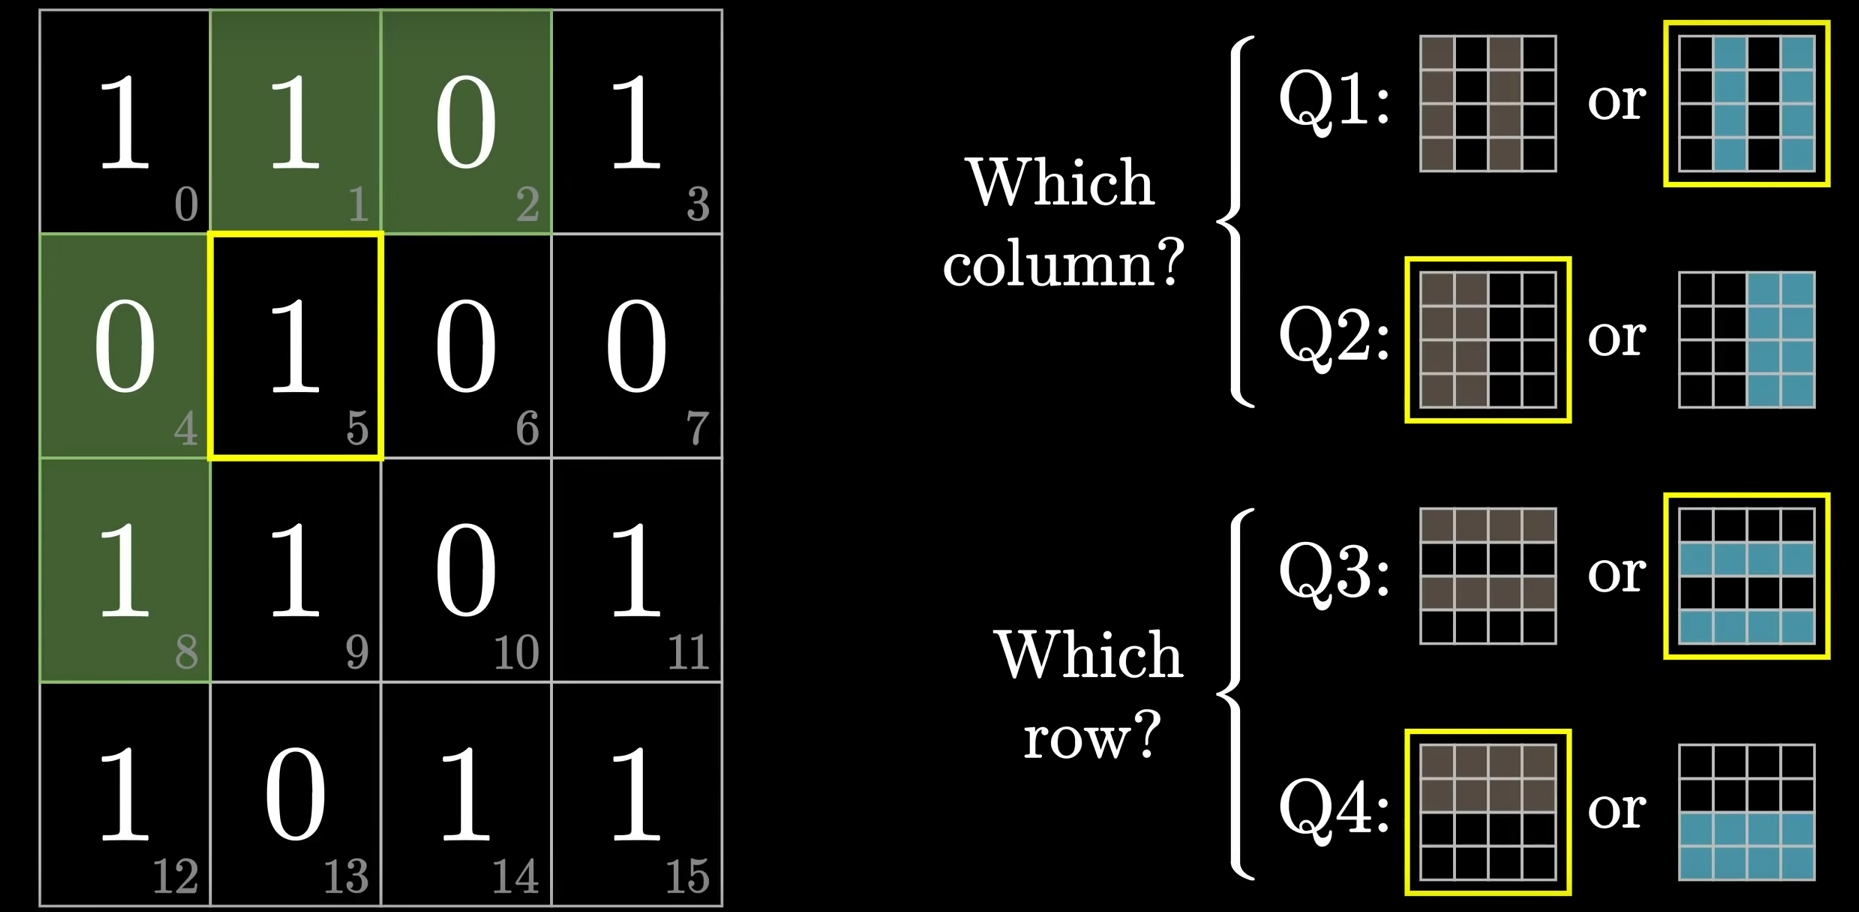 1 1 0 1
0 1 2 3
0 1 0 0
4 5 6 7
1 1 0 1
8 9 10 11
1 0 1 1
12 13 14 15
Which
column?
Q1: or
Q2: or
Which
row?
Q3: or
Q4: or